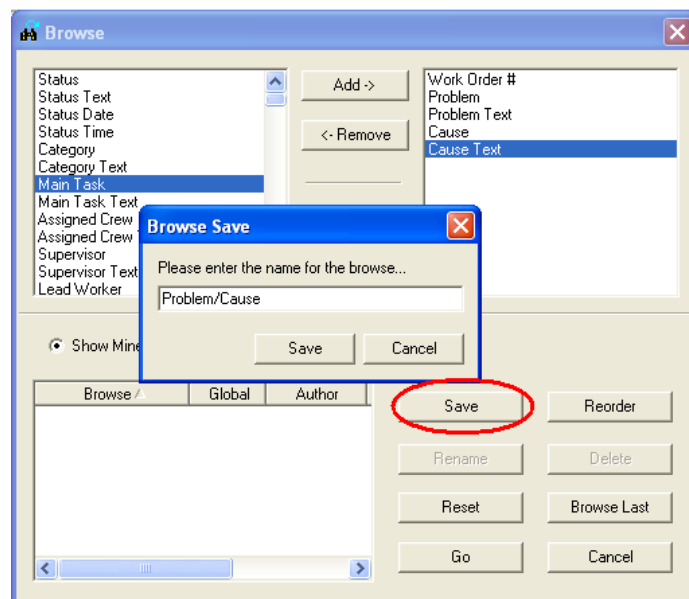 Browse
Status
Status Text
Status Date
Status Time
Category
Category Text
Main Task
Main Task Text
Assigned Crew
Assigned Crew
Supervisor
Supervisor Text
Lead Worker
Add ->
<- Remove
Work Order #
Problem
Problem Text
Cause
Cause Text
Browse Save
Please enter the name for the browse...
Problem/Cause
Save
Cancel
Show Mine
Browse Global Author
Save Reorder
Rename Delete
Reset Browse Last
Go Cancel